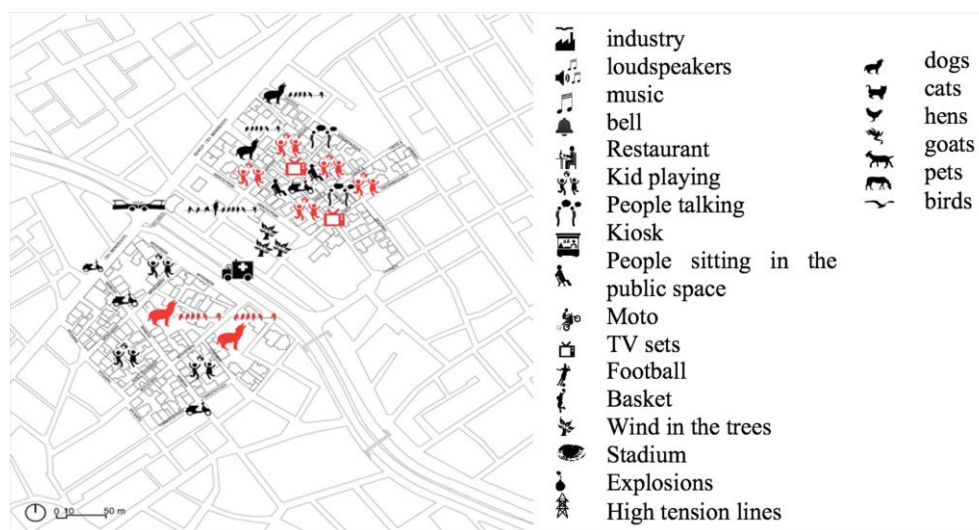 industry
loudspeakers
music
bell
Restaurant
Kid playing
People talking
Kiosk
People sitting in the
public space
Moto
TV sets
Football
Basket
Wind in the trees
Stadium
Explosions
High tension lines
dogs
cats
hens
goats
pets
birds
0 10 50 m